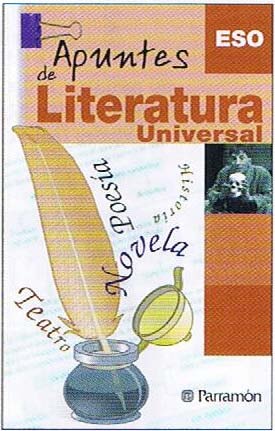 Apuntes
ESO
de
Literatura
Universal
Poesía
Historia
Novela
Teatro
Parramón